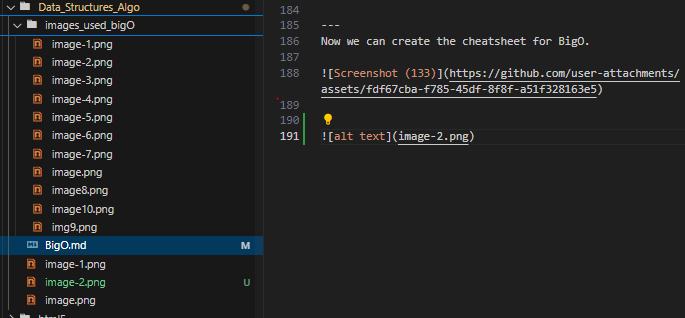 Data_Structures_Algo
images_used_bigO
image-1.png
image-2.png
image-3.png
image-4.png
image-5.png
image-6.png
image-7.png
image.png
image8.png
image10.png
img9.png
BigO.md M
image-1.png
image-2.png U
image.png
184
185 ---
186 Now we can create the cheatsheet for BigO.
187
188 ![Screenshot (133)](https://github.com/user-attachments/
assets/fdf67cba-f785-45df-8f8f-a51f328163e5)
189
190
191 ![alt text](image-2.png)